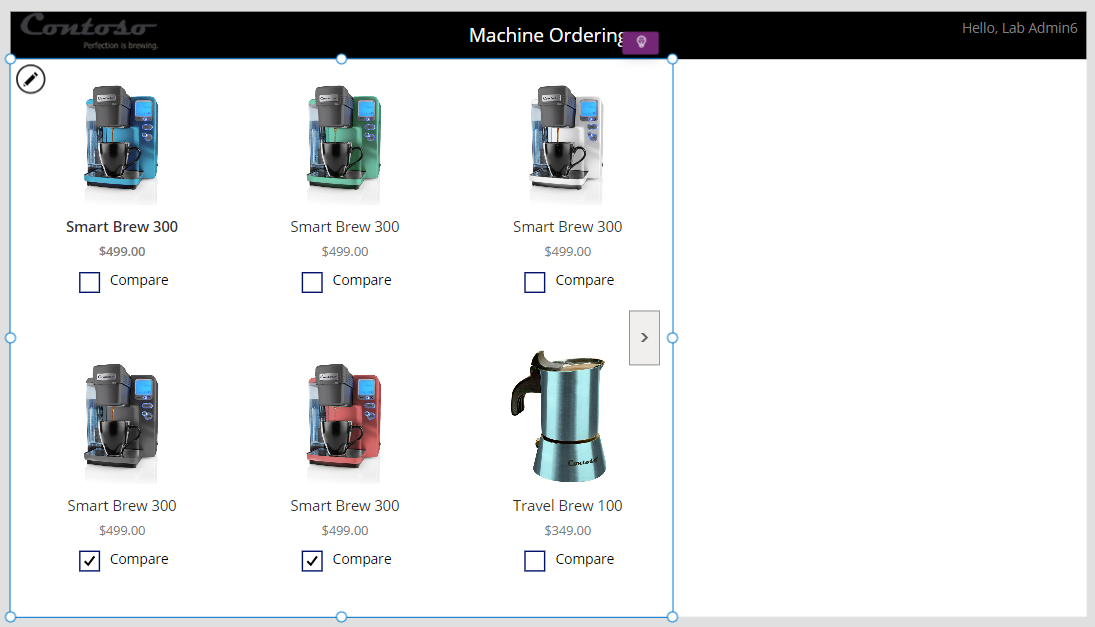 Contoso
Perfection is brewing.
Machine Ordering
Hello, Lab Admin6
Smart Brew 300
$499.00
Compare
Smart Brew 300
$499.00
Compare
Smart Brew 300
$499.00
Compare
Smart Brew 300
$499.00
Compare
Smart Brew 300
$499.00
Compare
Contoso
Travel Brew 100
$349.00
Compare